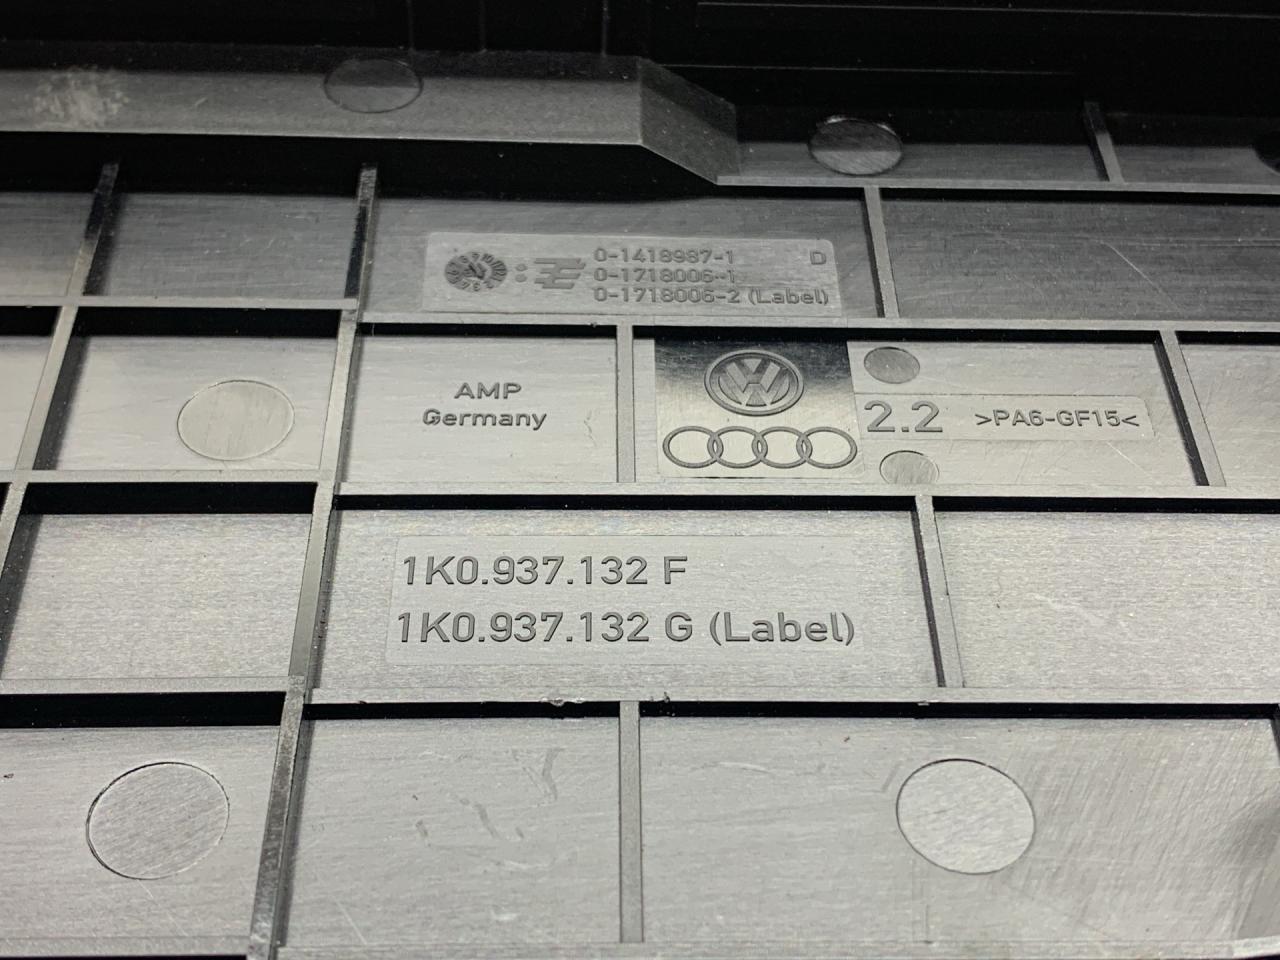 0-1418987-1 D
0-1718006-1
0-1718006-2 (Label)
AMP
Germany
VW
2.2 >PA6-GF15<
1K0.937.132 F
1K0.937.132 G (Label)